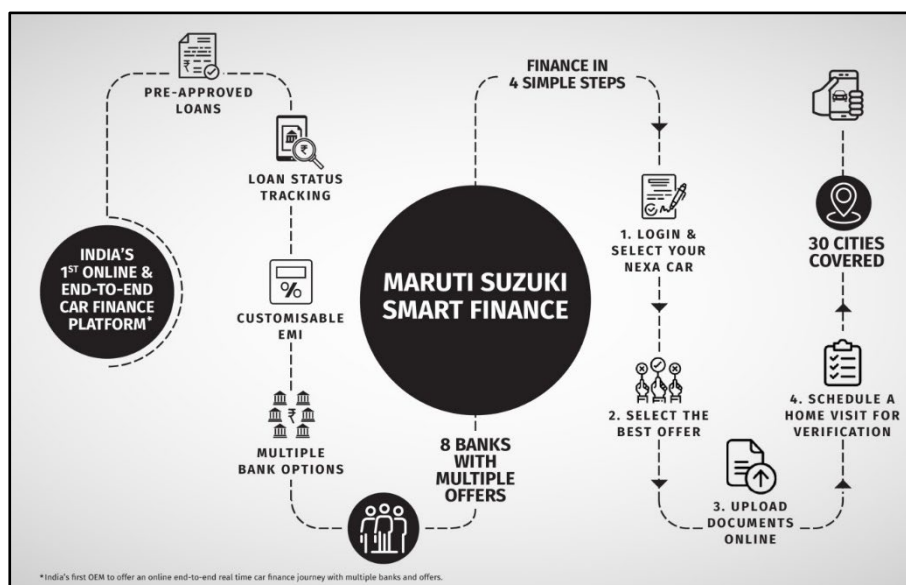 INDIA'S
1ST ONLINE &
END-TO-END
CAR FINANCE
PLATFORM*
PRE-APPROVED
LOANS
LOAN STATUS
TRACKING
CUSTOMISABLE
EMI
MULTIPLE
BANK OPTIONS
8 BANKS
WITH
MULTIPLE
OFFERS
MARUTI SUZUKI
SMART FINANCE
FINANCE IN
4 SIMPLE STEPS
1. LOGIN &
SELECT YOUR
NEXA CAR
2. SELECT THE
BEST OFFER
3. UPLOAD
DOCUMENTS
ONLINE
4. SCHEDULE A
HOME VISIT FOR
VERIFICATION
30 CITIES
COVERED
*India's first OEM to offer an online end-to-end real time car finance journey with multiple banks and offers.